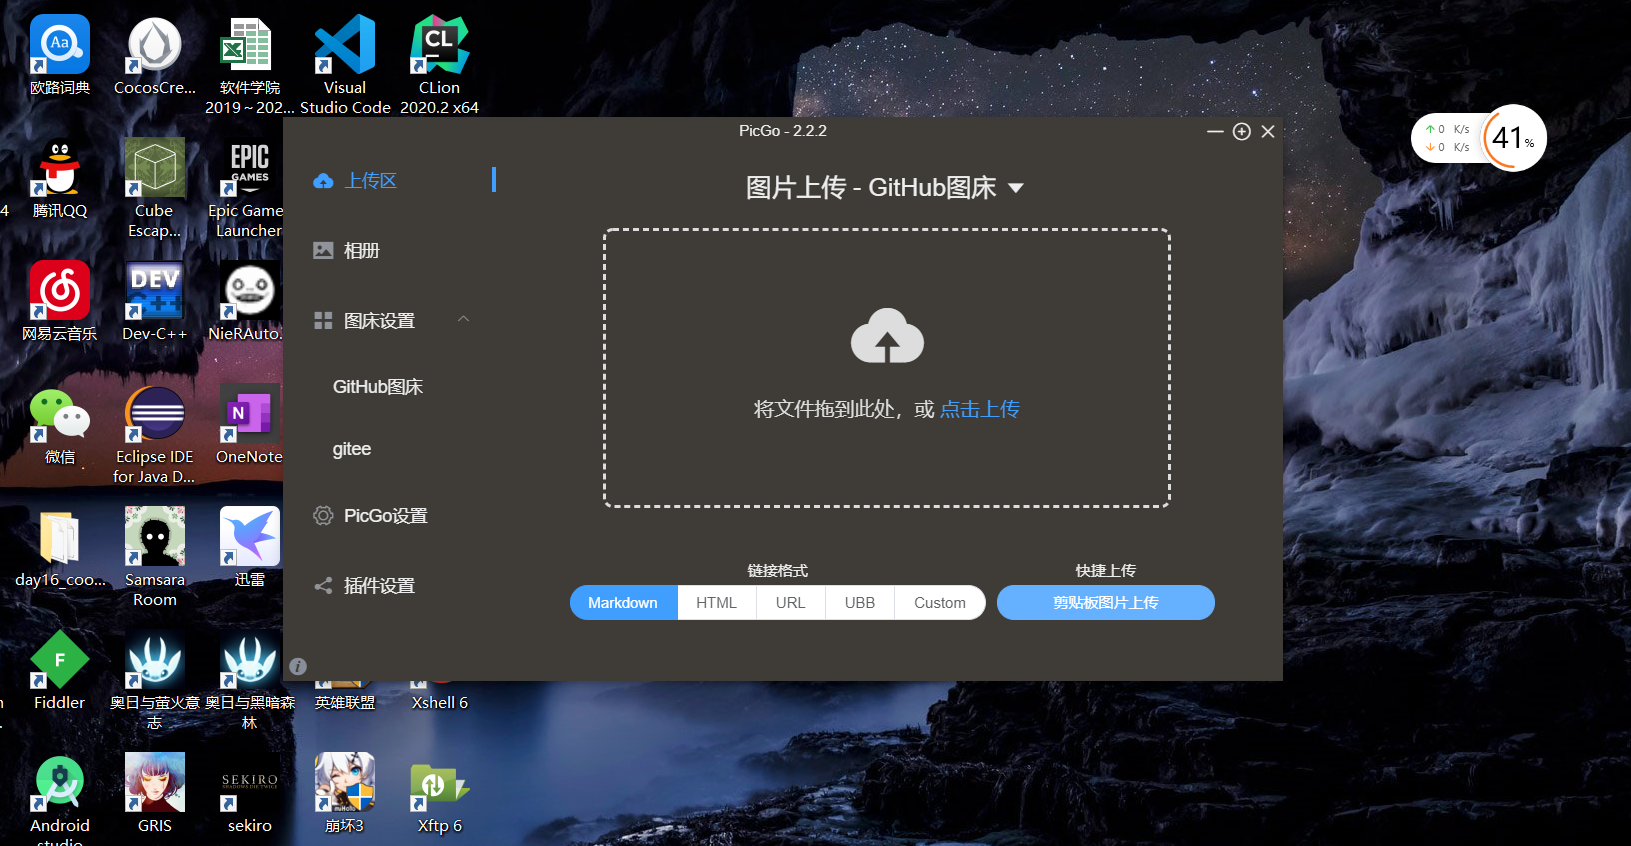 欧路词典
CocosCre...
软件学院
2019～202...
Visual
Studio Code
CLion
2020.2 x64
4
腾讯QQ
Cube
Escap...
Epic Game
Launcher
网易云音乐
Dev-C++
NieRAuto.
微信
Eclipse IDE
for Java D...
OneNote
day16_coo...
Samsara
Room
迅雷
Fiddler
奥日与萤火意
志
奥日与黑暗森
林
英雄联盟
Xshell 6
Android
studio
GRIS
SEKIRO
sekiro
崩坏3
Xftp 6
PicGo - 2.2.2
上传区
相册
图床设置
GitHub图床
gitee
PicGo设置
插件设置
图片上传 - GitHub图床
将文件拖到此处，或 点击上传
链接格式
快捷上传
Markdown
HTML
URL
UBB
Custom
剪贴板图片上传
0 K/s
0 K/s
41%
Aa
CL
EPIC
GAMES
DEV
C++
N
F